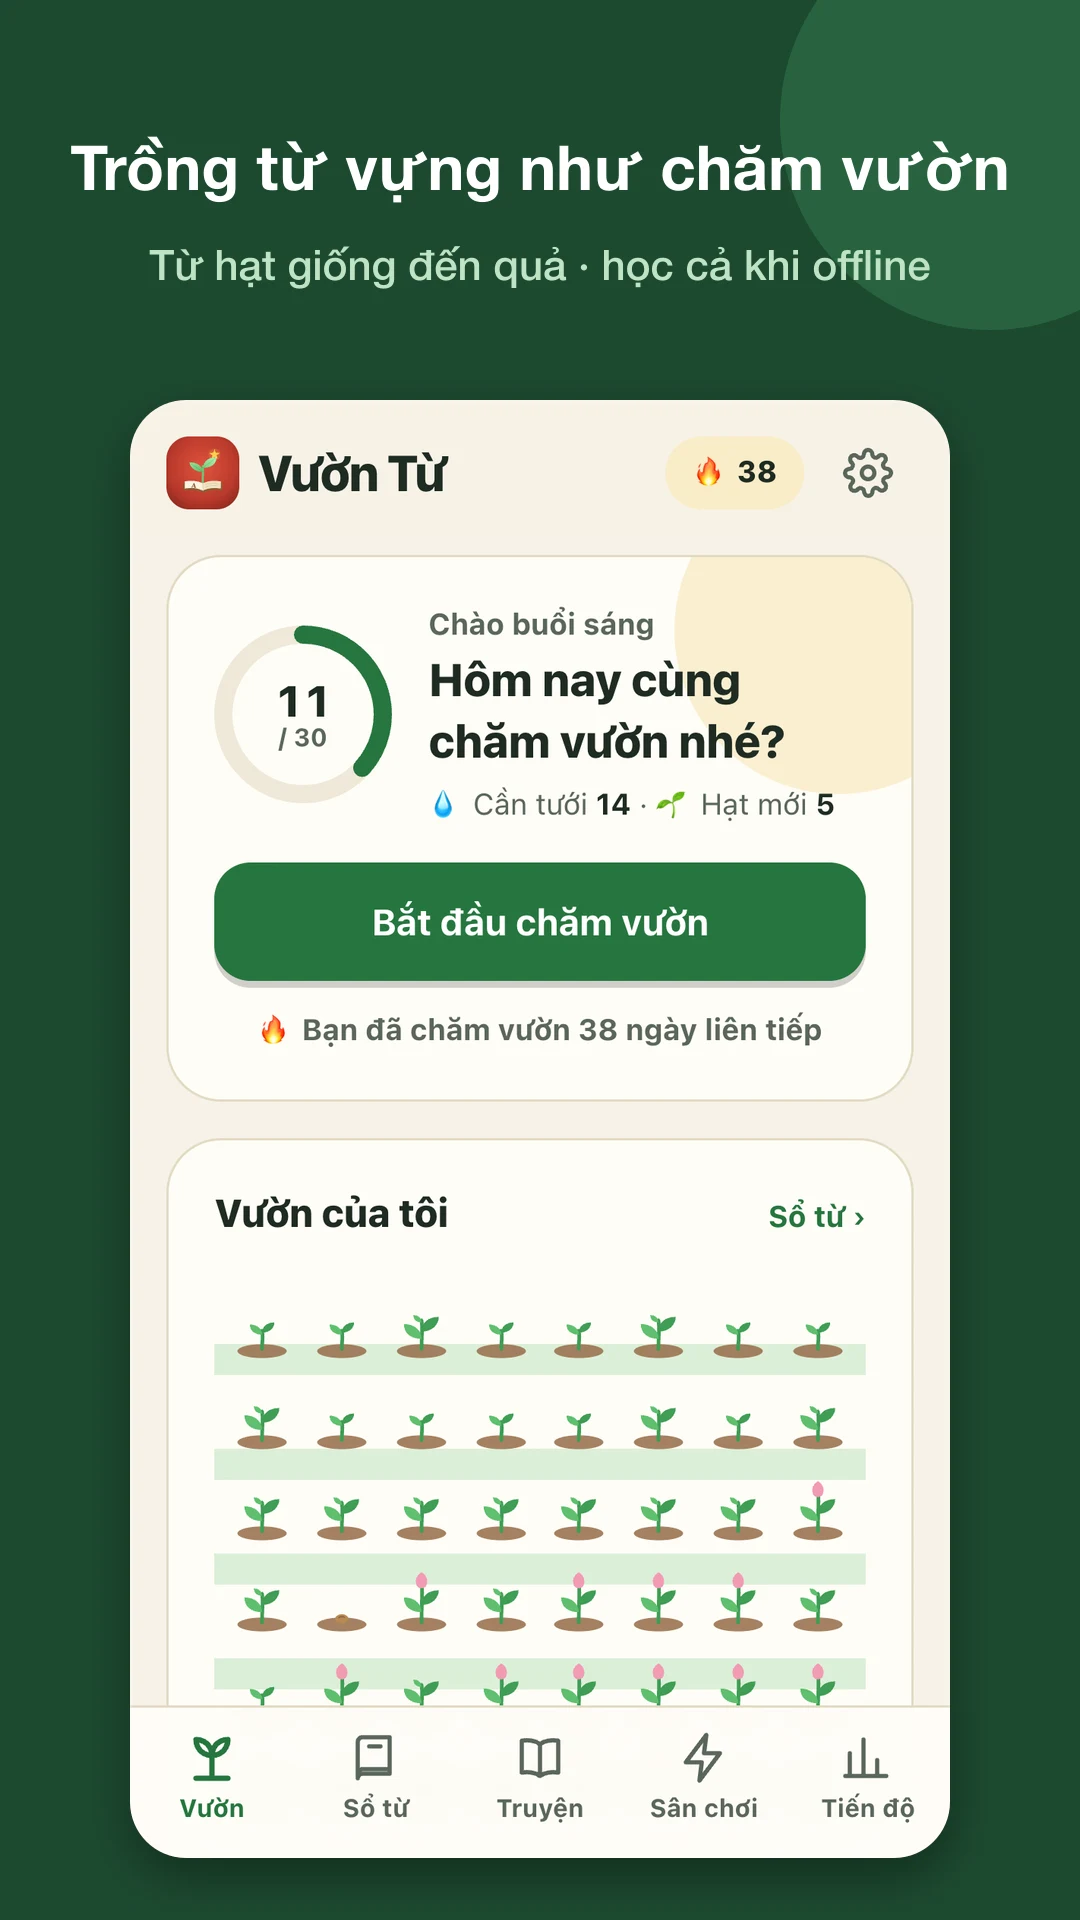 Trồng từ vựng như chăm vườn
Từ hạt giống đến quả · học cả khi offline
Vườn Từ
38
Chào buổi sáng
11
/ 30
Hôm nay cùng
chăm vườn nhé?
Cần tưới 14 · Hạt mới 5
Bắt đầu chăm vườn
Bạn đã chăm vườn 38 ngày liên tiếp
Vườn của tôi
Sổ từ ›
Vườn
Sổ từ
Truyện
Sân chơi
Tiến độ